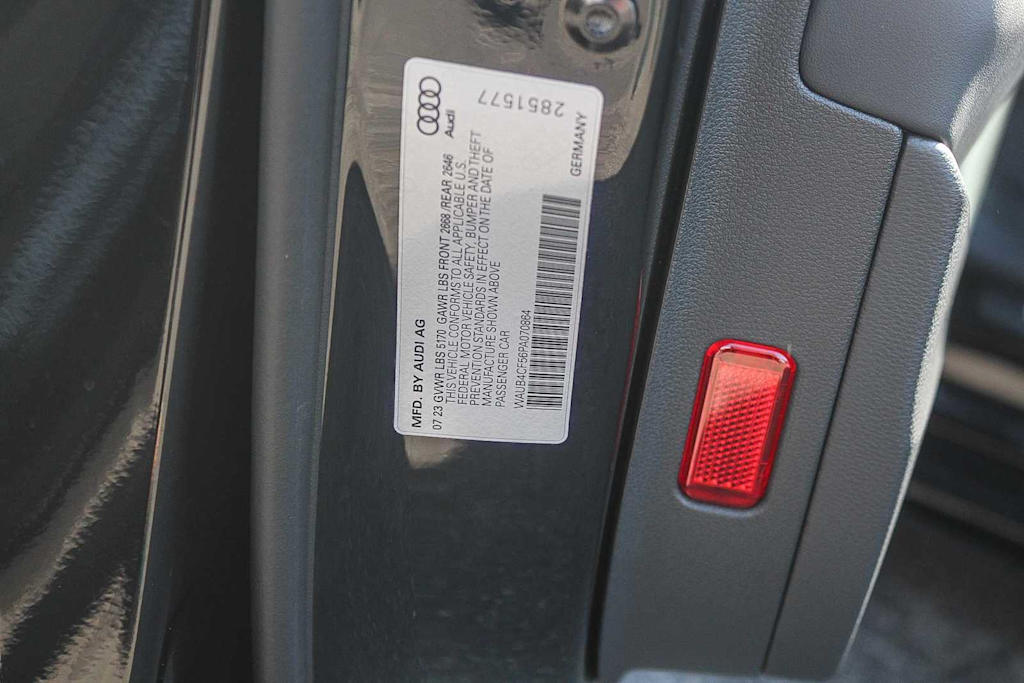 Audi
2851577
MFD. BY AUDI AG
07 23 GVWR LBS 5170 GAWR LBS FRONT 2668 /REAR 2646
THIS VEHICLE CONFORMS TO ALL APPLICABLE U.S.
FEDERAL MOTOR VEHICLE SAFETY, BUMPER AND THEFT
PREVENTION STANDARDS IN EFFECT ON THE DATE OF
MANUFACTURE SHOWN ABOVE
PASSENGER CAR
WAUB4CF56PA070864
GERMANY